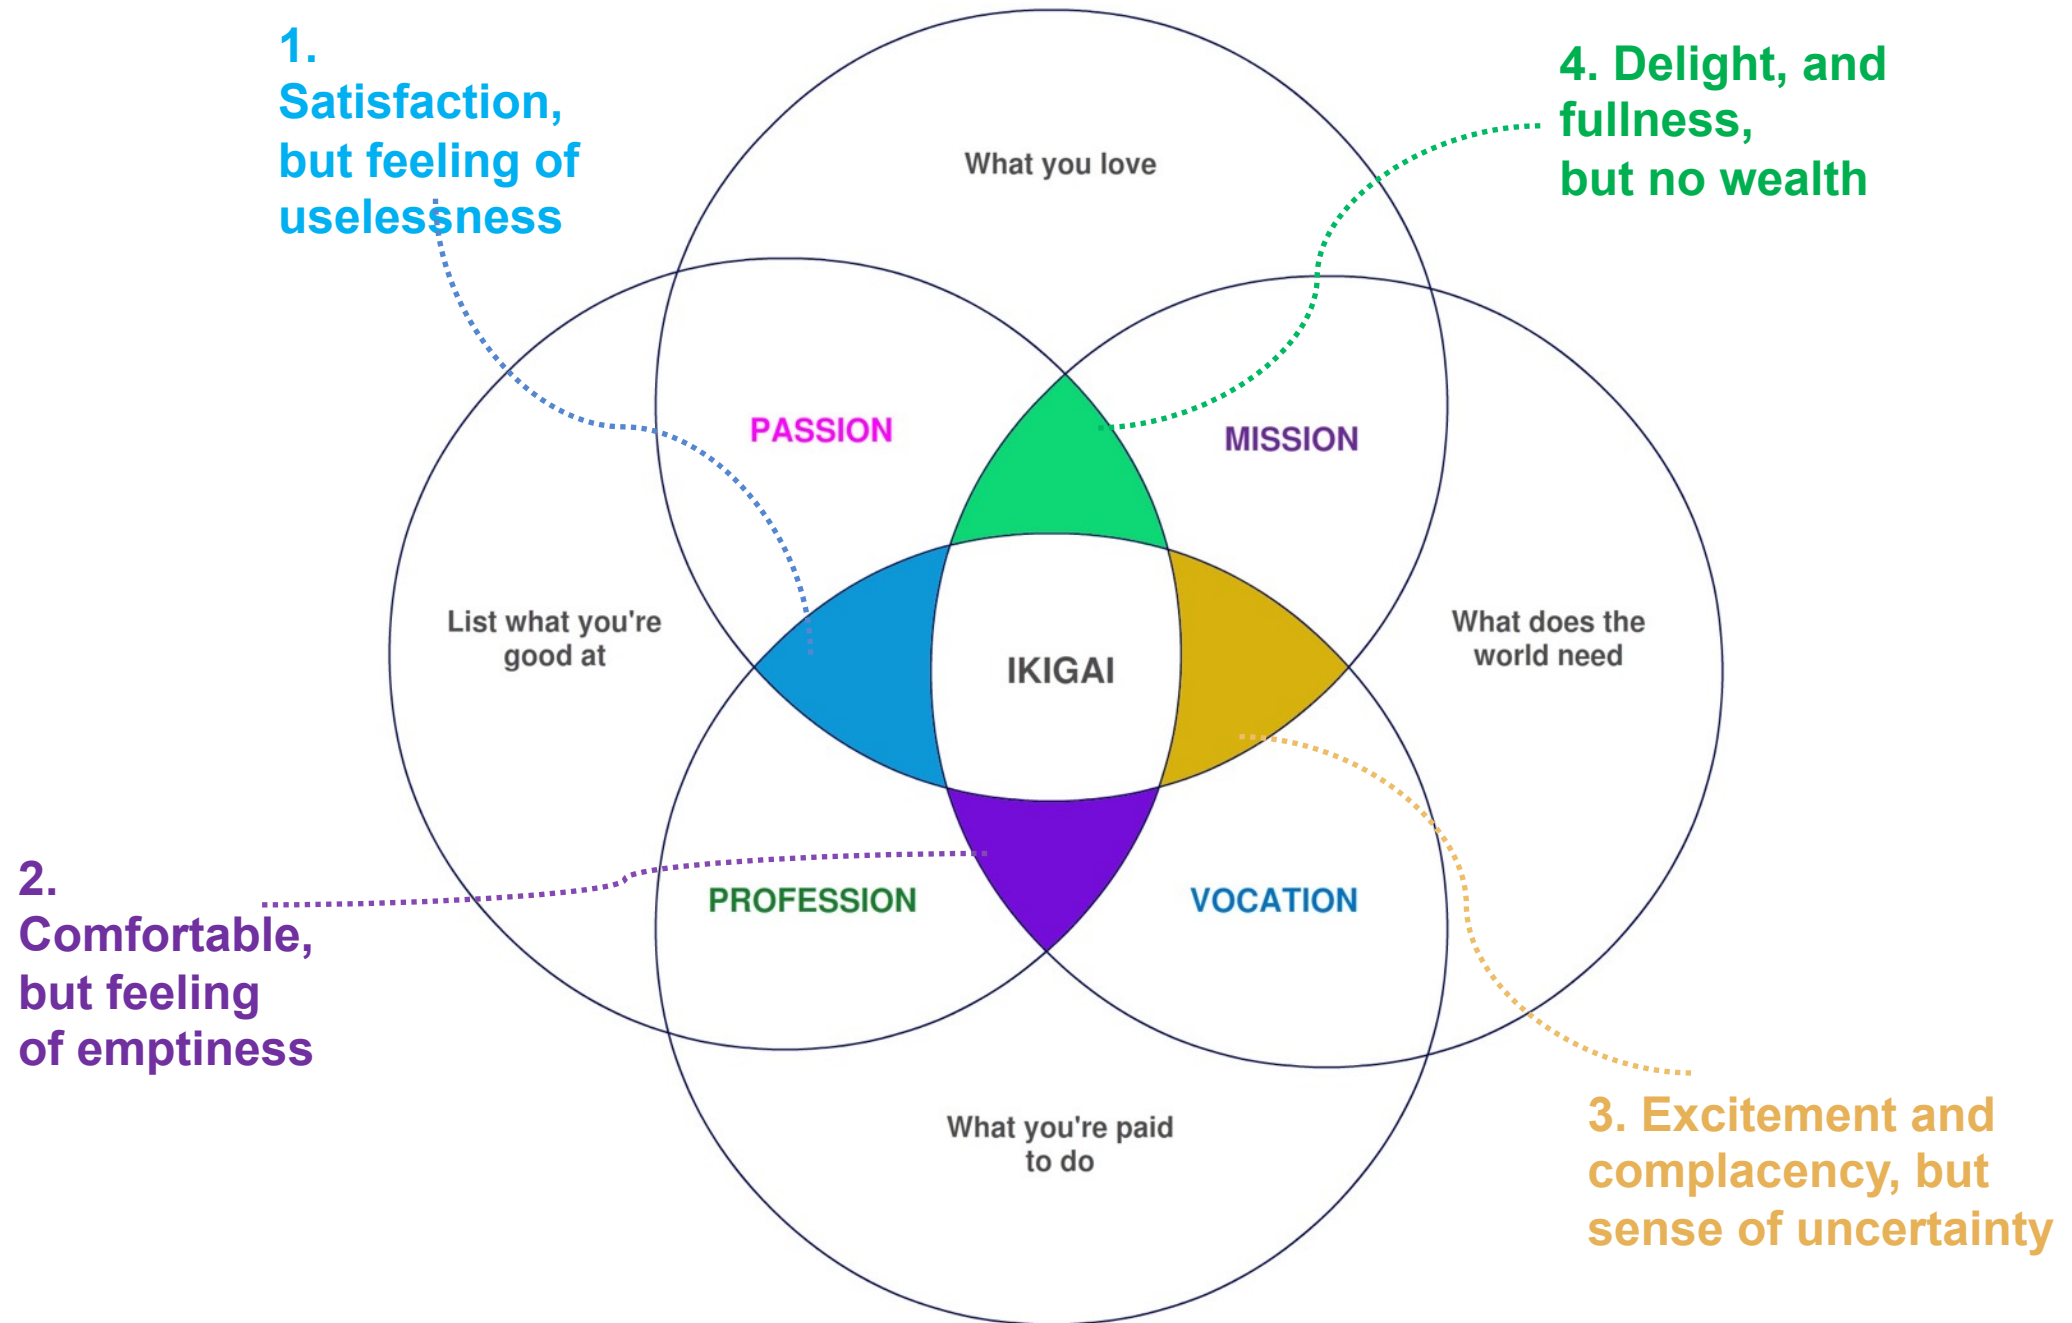 1.
Satisfaction,
but feeling of
uselessness
4. Delight, and
fullness,
but no wealth
What you love
PASSION
MISSION
List what you're
good at
IKIGAI
What does the
world need
2.
Comfortable,
but feeling
of emptiness
PROFESSION
VOCATION
What you're paid
to do
3. Excitement and
complacency, but
sense of uncertainty